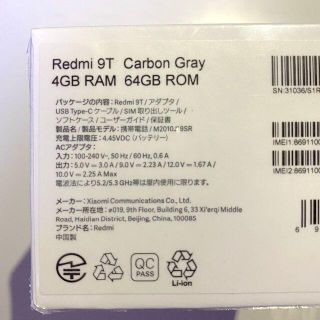 Redmi 9T Carbon Gray
4GB RAM 64GB ROM
SN:31036/S1R
パッケージの内容: Redmi 9T / アダプタ /
USB Type-C ケーブル / SIM 取り出しツール /
ソフトケース / ユーザーガイド / 保証書
製品名 / 製品モデル: 携帯電話 / M2010J19SR
充電上限電圧: 4.45VDC
ACアダプタ:
入力: 100-240V~, 50 Hz / 60 Hz, 0.6 A
出力: 5.0 V = 3.0 A / 9.0 V = 2.23 A / 12.0 V = 1.67 A
10.0 V = 2.25 A Max
電波法により5.2/5.3 GHz帯は屋内使用に限ります。
IMEI1:8691100
IMEI2:8691100
メーカー: Xiaomi Communications Co., Ltd.
メーカー所在地: #019, 9th Floor, Building 6, 33 Xi'erqi Middle
Road, Haidian District, Beijing, China, 100085
ブランド名: Redmi
中国製
QC
PASS
Li-ion
6 9